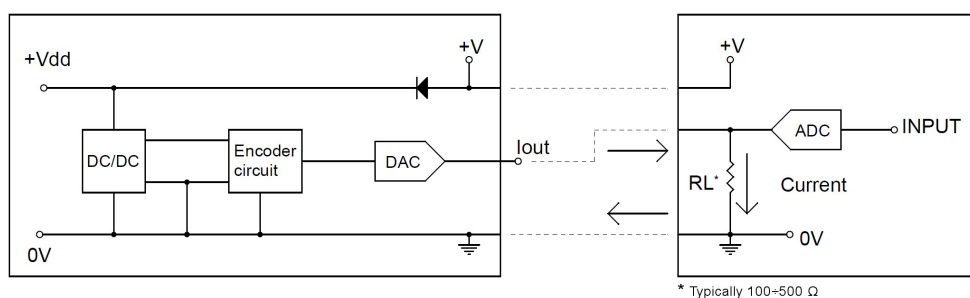 +Vdd
+V
DC/DC
Encoder
circuit
DAC
Iout
0V
+V
ADC
INPUT
RL*
Current
0V
* Typically 100÷500 Ω